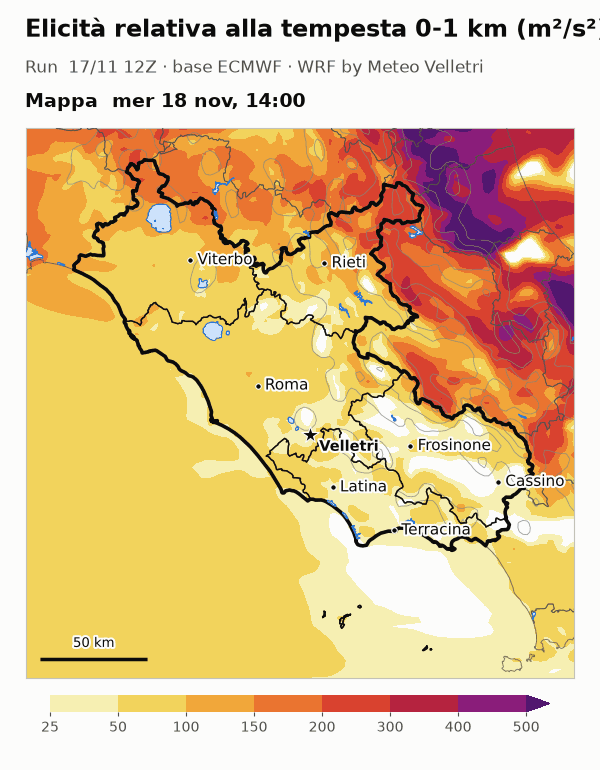 Elicità relativa alla tempesta 0-1 km (m²/s²)
Run 17/11 12Z · base ECMWF · WRF by Meteo Velletri
Mappa mer 18 nov, 14:00
Viterbo
Rieti
Roma
Velletri
Frosinone
Cassino
Latina
Terracina
50 km
25 50 100 150 200 300 400 500